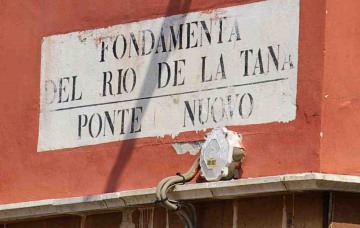 FONDAMENTA
DEL RIO DE LA TANA
PONTE NUOVO